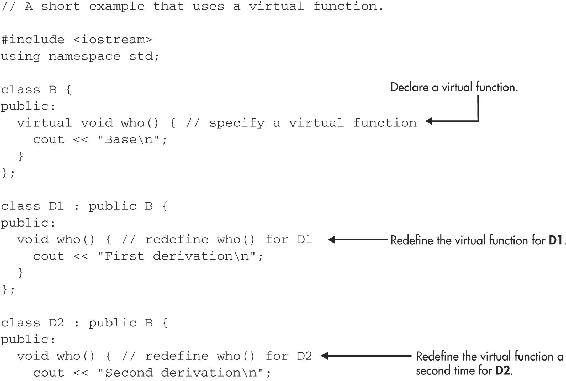 // A short example that uses a virtual function.
#include <iostream>
using namespace std;
class B {
public:
virtual void who() { // specify a virtual function
cout << "Base\n";
}
};
Declare a virtual function.
class D1 : public B {
public:
void who() { // redefine who() for D1
cout << "First derivation\n";
}
};
Redefine the virtual function for D1.
class D2 : public B {
public:
void who() { // redefine who() for D2
cout << "Second derivation\n";
Redefine the virtual function a
second time for D2.